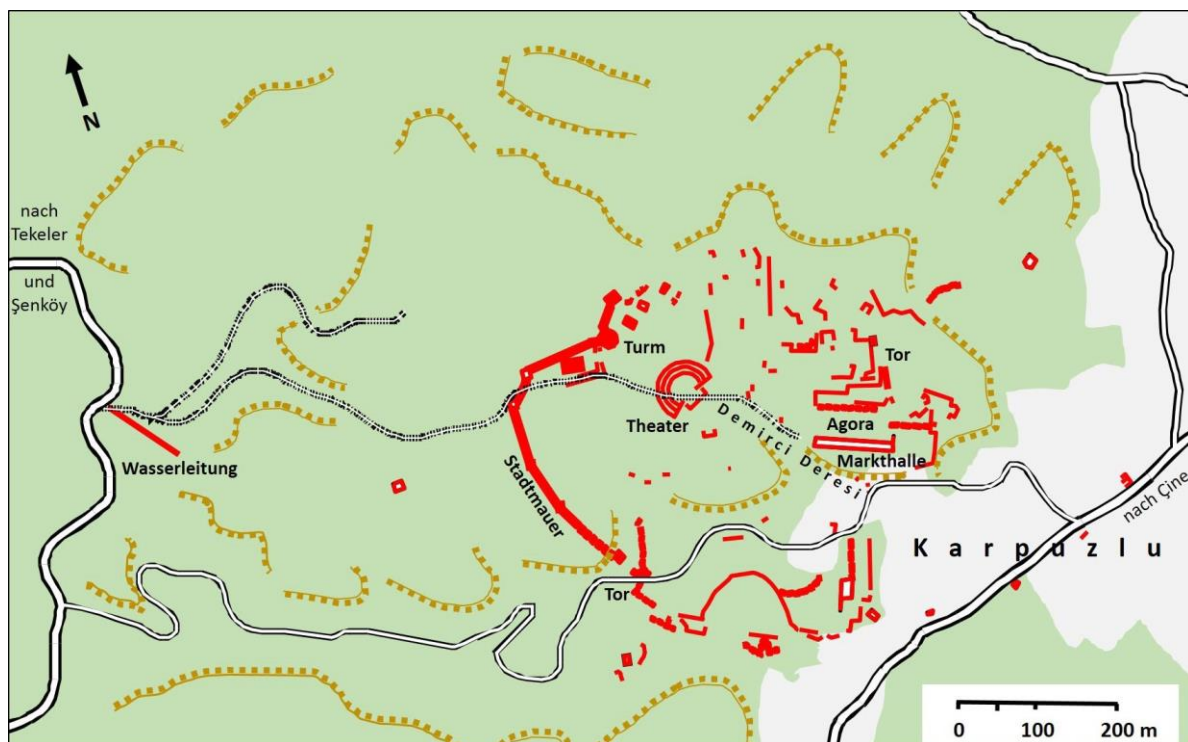 N
nach
Tekeler
und
Şenköy
Turm
Tor
Theater
Agora
Demirci Deresi
Markthalle
Wasserleitung
Stadtmauer
nach Çine
Karpuzlu
Tor
0 100 200 m